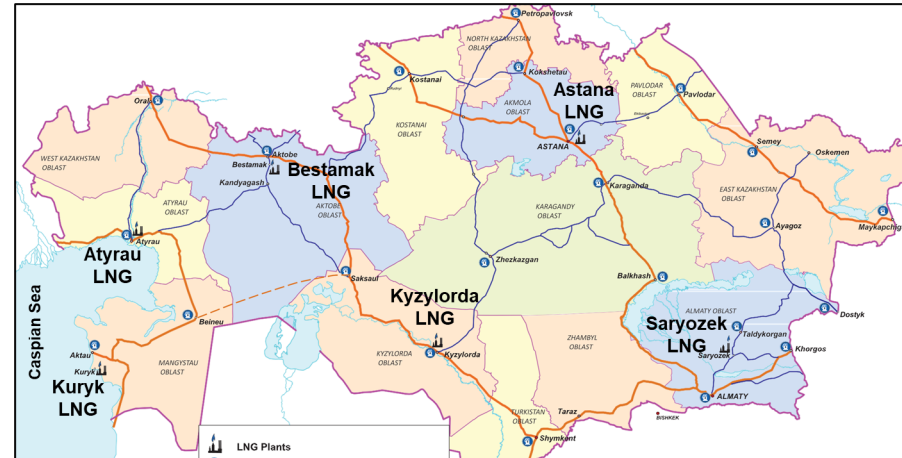 Petropavlovsk
NORTH KAZAKHSTAN
OBLAST
Kostanai
Kokshetau
Astana
LNG
AKMOLA
OBLAST
PAVLODAR
OBLAST
Pavlodar
Oral
KOSTANAI
OBLAST
ASTANA
Semey
Oskemen
WEST KAZAKHSTAN
OBLAST
Aktobe
Bestamak
Bestamak
LNG
Kandyagash
AKTOBE
OBLAST
Karaganda
EAST KAZAKHSTAN
OBLAST
ATYRAU
OBLAST
KARAGANDY
OBLAST
Ayagoz
Maykapchig
Atyrau
Atyrau
LNG
Zhezkazgan
Saksaul
Balkhash
Caspian Sea
Kyzylorda
LNG
ALMATY OBLAST
Dostyk
Saryozek
LNG
Taldykorgan
Beineu
ZHAMBYL
OBLAST
Saryozek
Khorgos
Aktau
Kuryk
MANGYSTAU
OBLAST
KYZYLORDA
OBLAST
Kyzylorda
Kuryk
LNG
ALMATY
TURKISTAN
OBLAST
Taraz
BISHKEK
Shymkent
LNG Plants